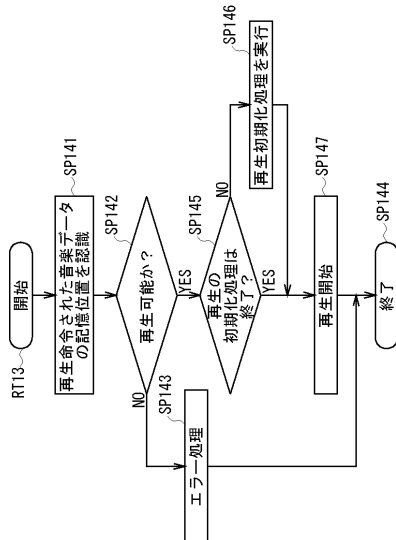 RT13
開始
再生命令された音楽データ
の記憶位置を認識
SP141
再生可能か？
SP142
NO
YES
エラー処理
SP143
再生の
初期化処理は
終了？
SP145
NO
YES
再生初期化処理を実行
SP146
再生開始
SP147
終了
SP144